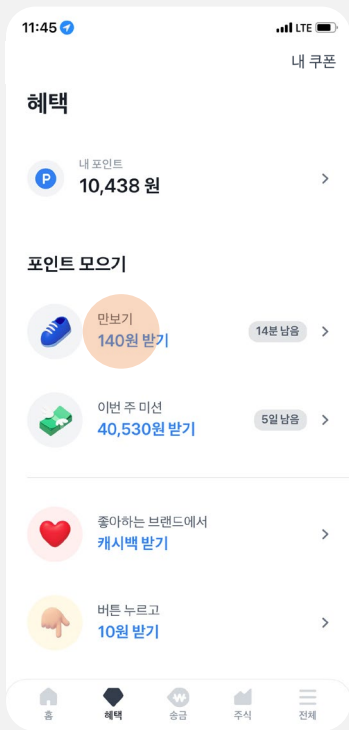 11:45
LTE
내 쿠폰
혜택
P
내 포인트
10,438 원
포인트 모으기
만보기
140원 받기
14분 남음
이번 주 미션
40,530원 받기
5일 남음
좋아하는 브랜드에서
캐시백 받기
버튼 누르고
10원 받기
₩
홈
혜택
송금
주식
전체